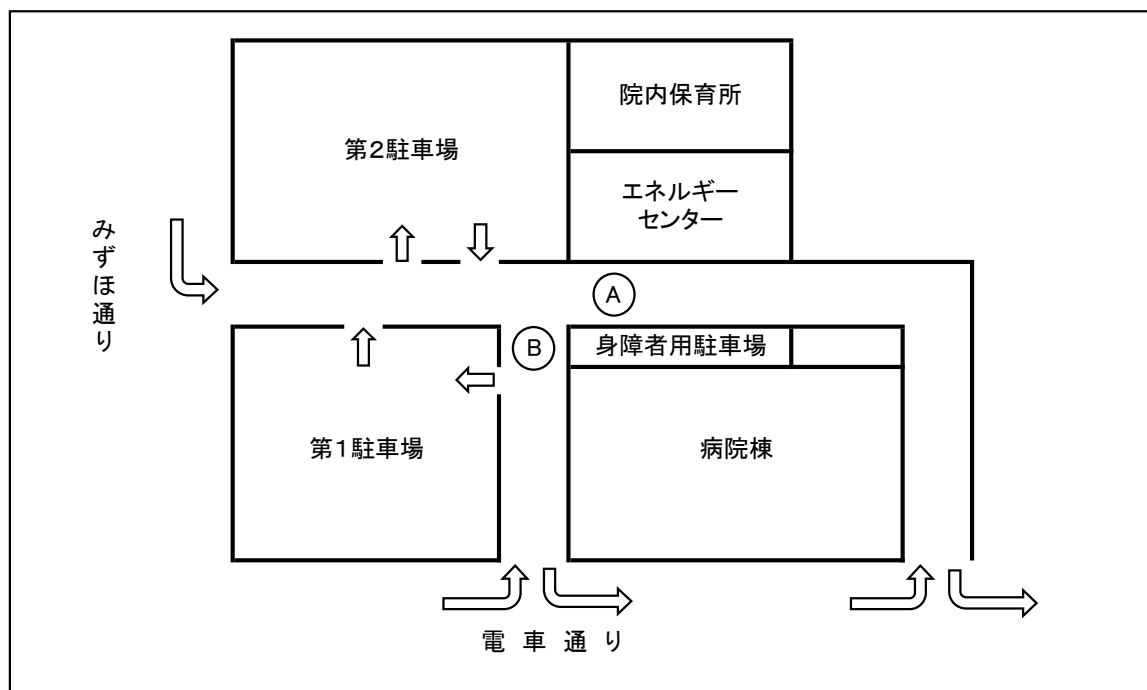 院内保育所
第2駐車場
エネルギー
センター
みずほ通り
A
B
身障者用駐車場
第1駐車場
病院棟
電車通り